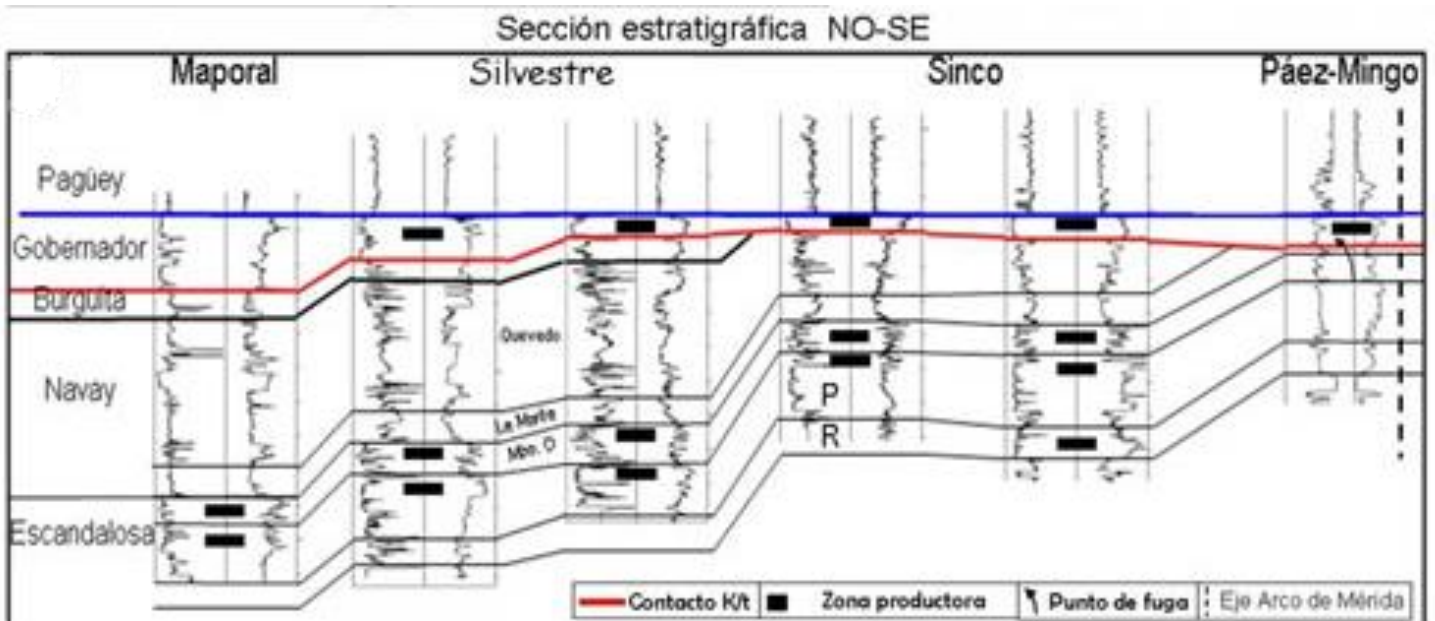 Sección estratigráfica NO-SE
Maporal Silvestre Sinco Páez-Mingo
Pagüey
Gobernador
Burguita
Quevedo
Navay
La Morita
Mbo. O
P
R
Escandalosa
Contacto K/t Zona productora Punto de fuga Eje Arco de Mérida